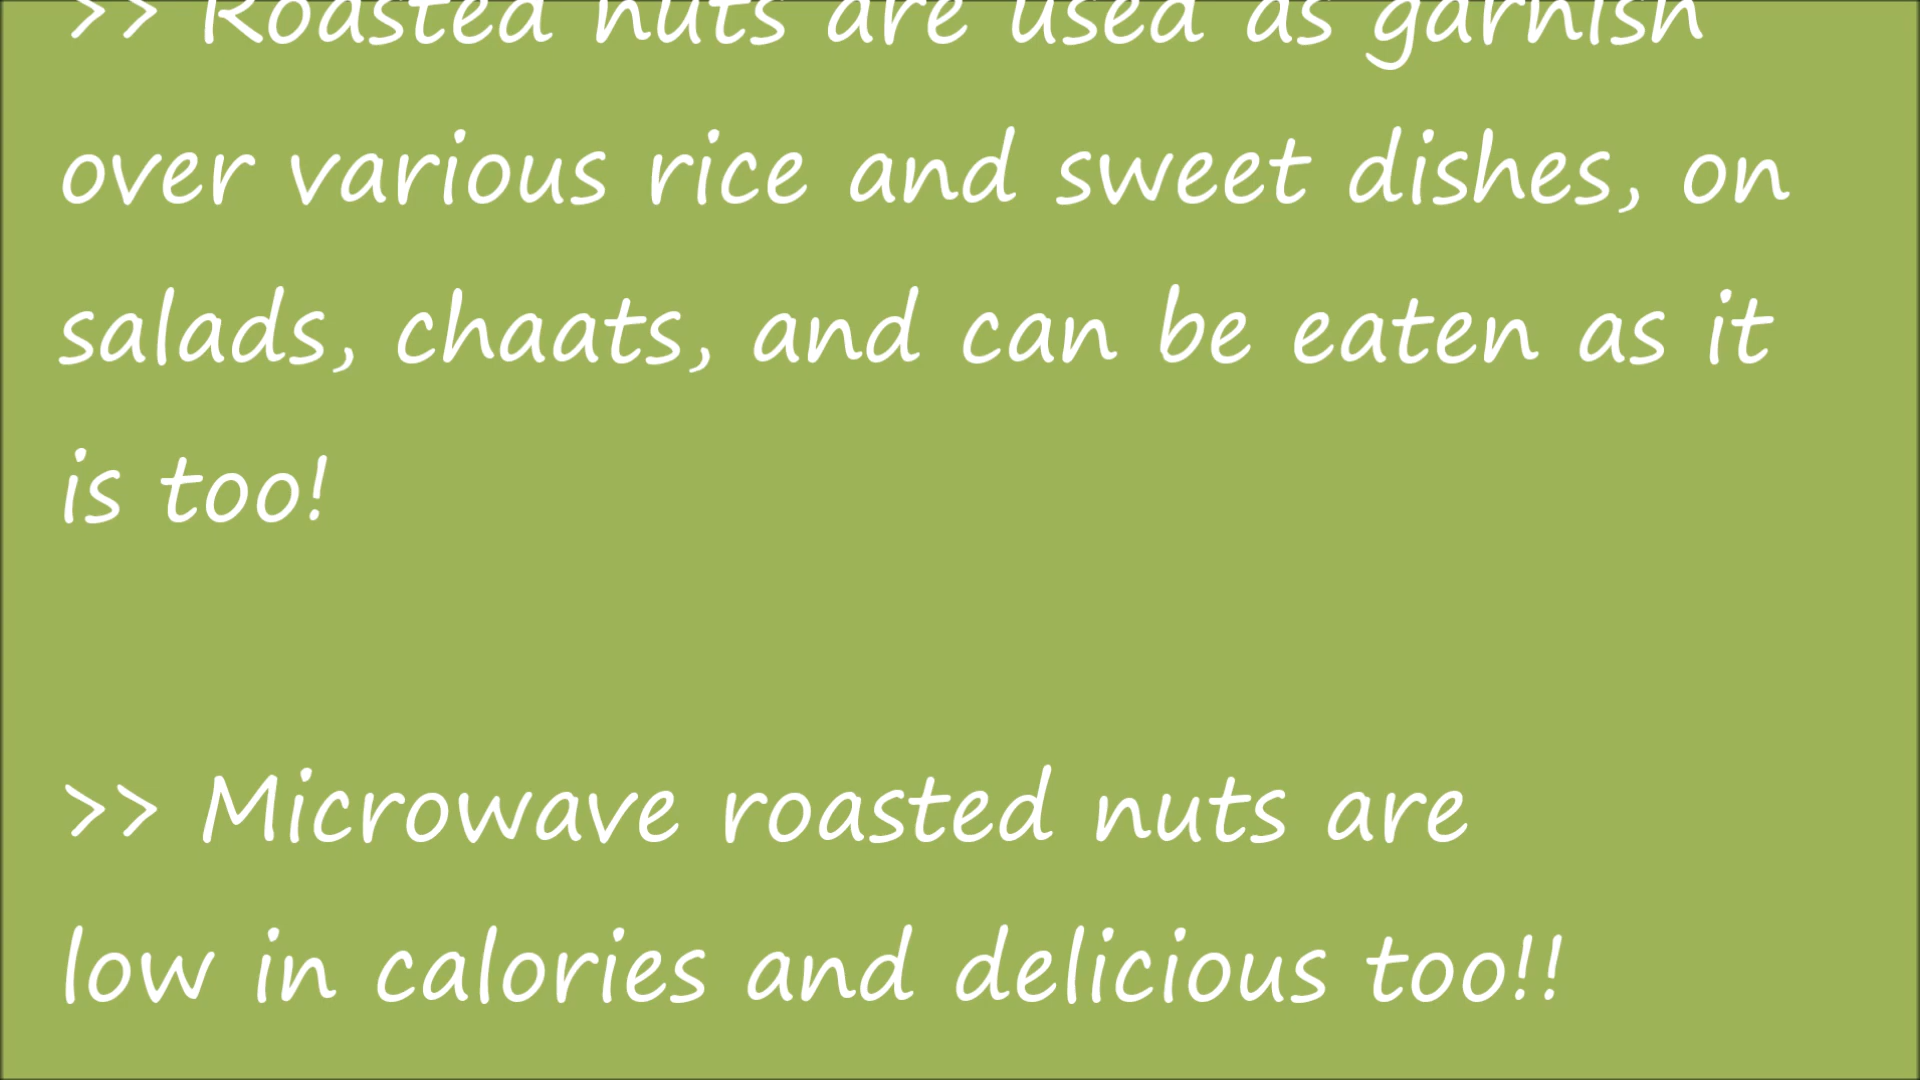 >> Roasted nuts are used as garnish
over various rice and sweet dishes, on
salads, chaats, and can be eaten as it
is too!
>> Microwave roasted nuts are
low in calories and delicious too!!